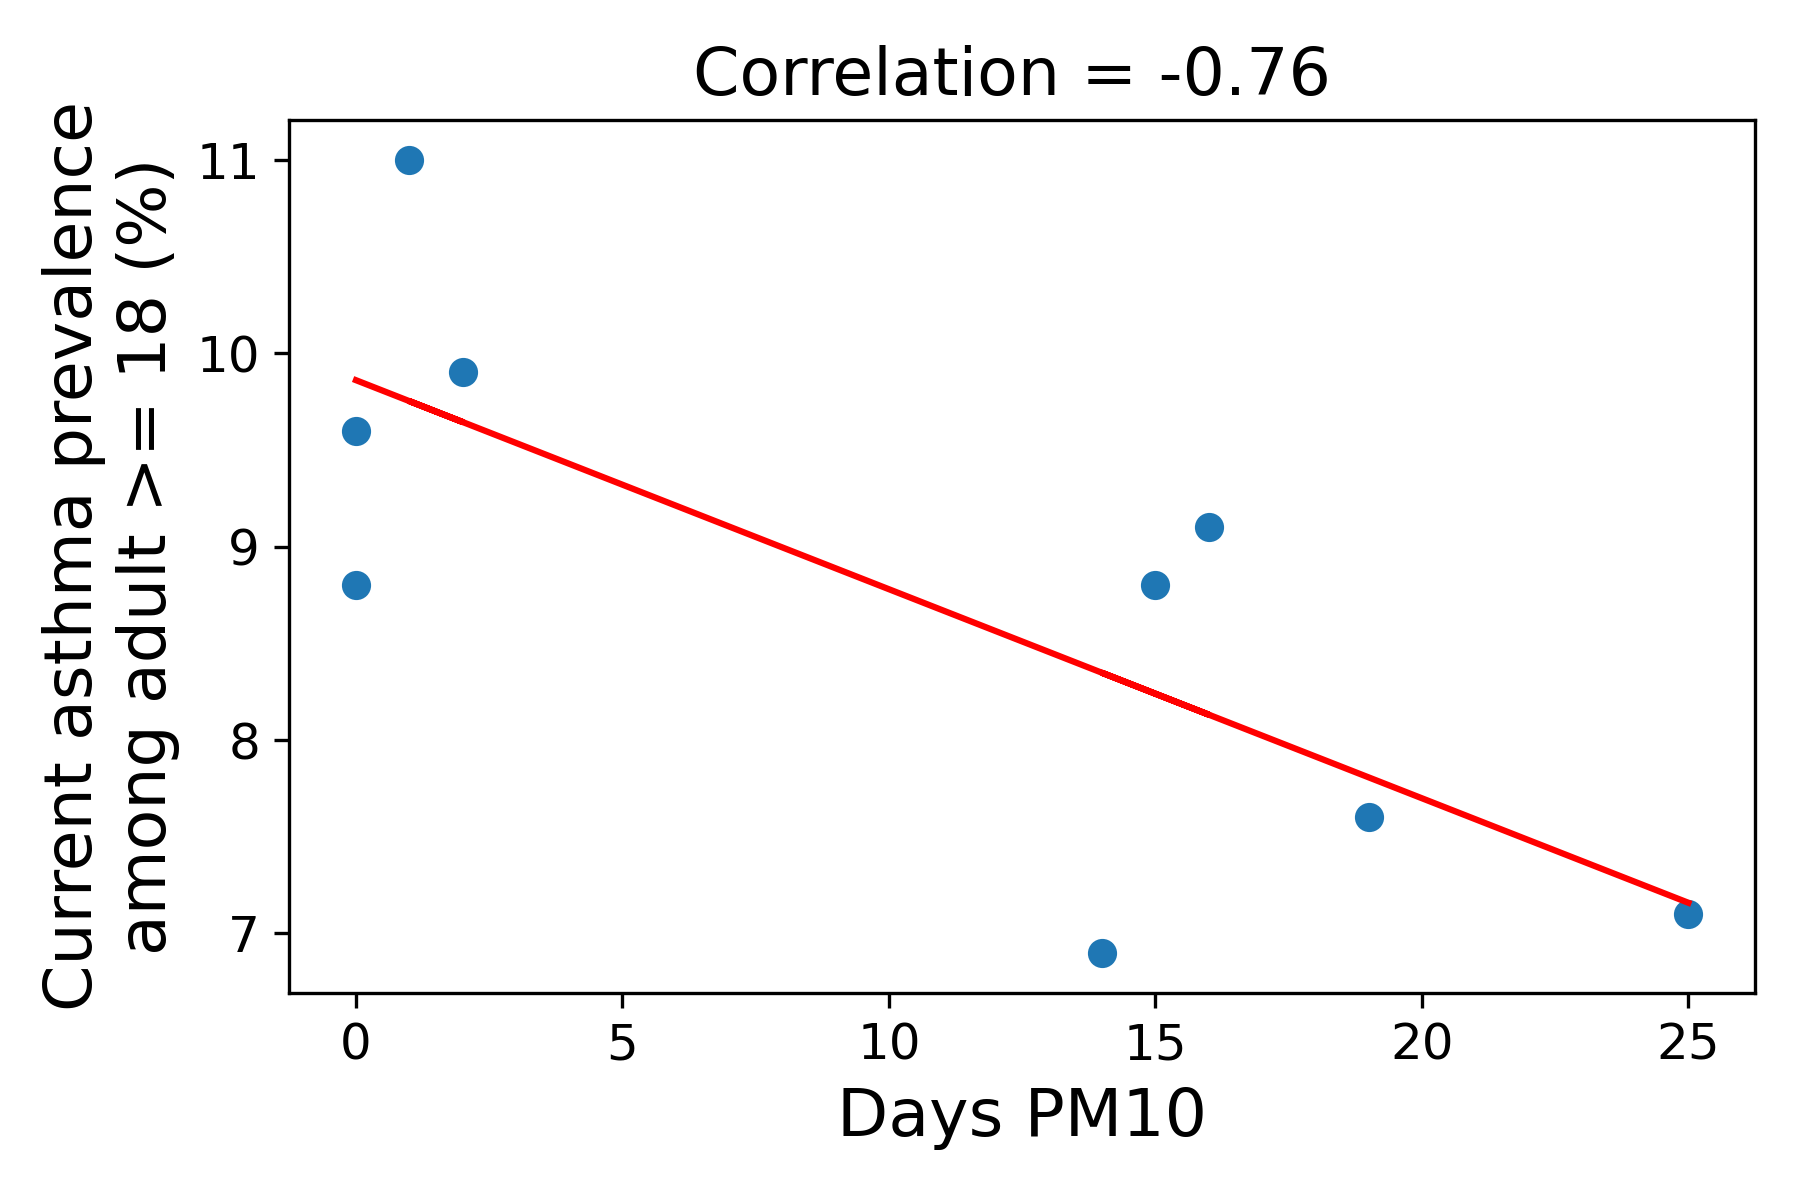 Correlation = -0.76
Current asthma prevalence
among adult >= 18 (%)
11
10
9
8
7
0 5 10 15 20 25
Days PM10